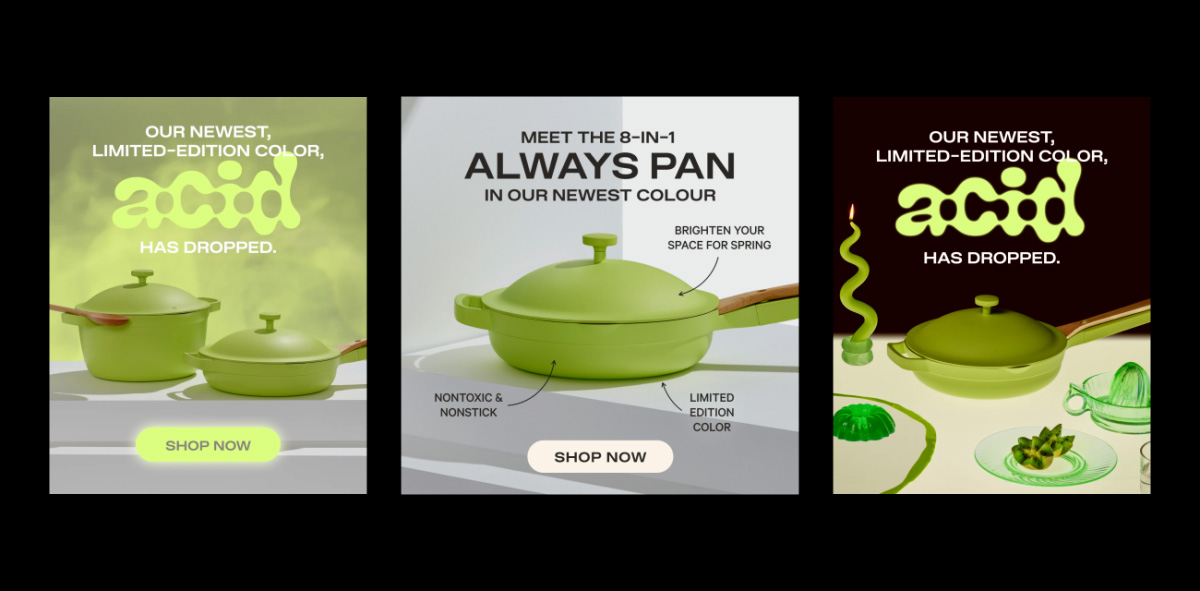 OUR NEWEST,
LIMITED-EDITION COLOR,
acid
HAS DROPPED.
SHOP NOW
MEET THE 8-IN-1
ALWAYS PAN
IN OUR NEWEST COLOUR
BRIGHTEN YOUR
SPACE FOR SPRING
NONTOXIC &
NONSTICK
LIMITED
EDITION
COLOR
SHOP NOW
OUR NEWEST,
LIMITED-EDITION COLOR,
acid
HAS DROPPED.